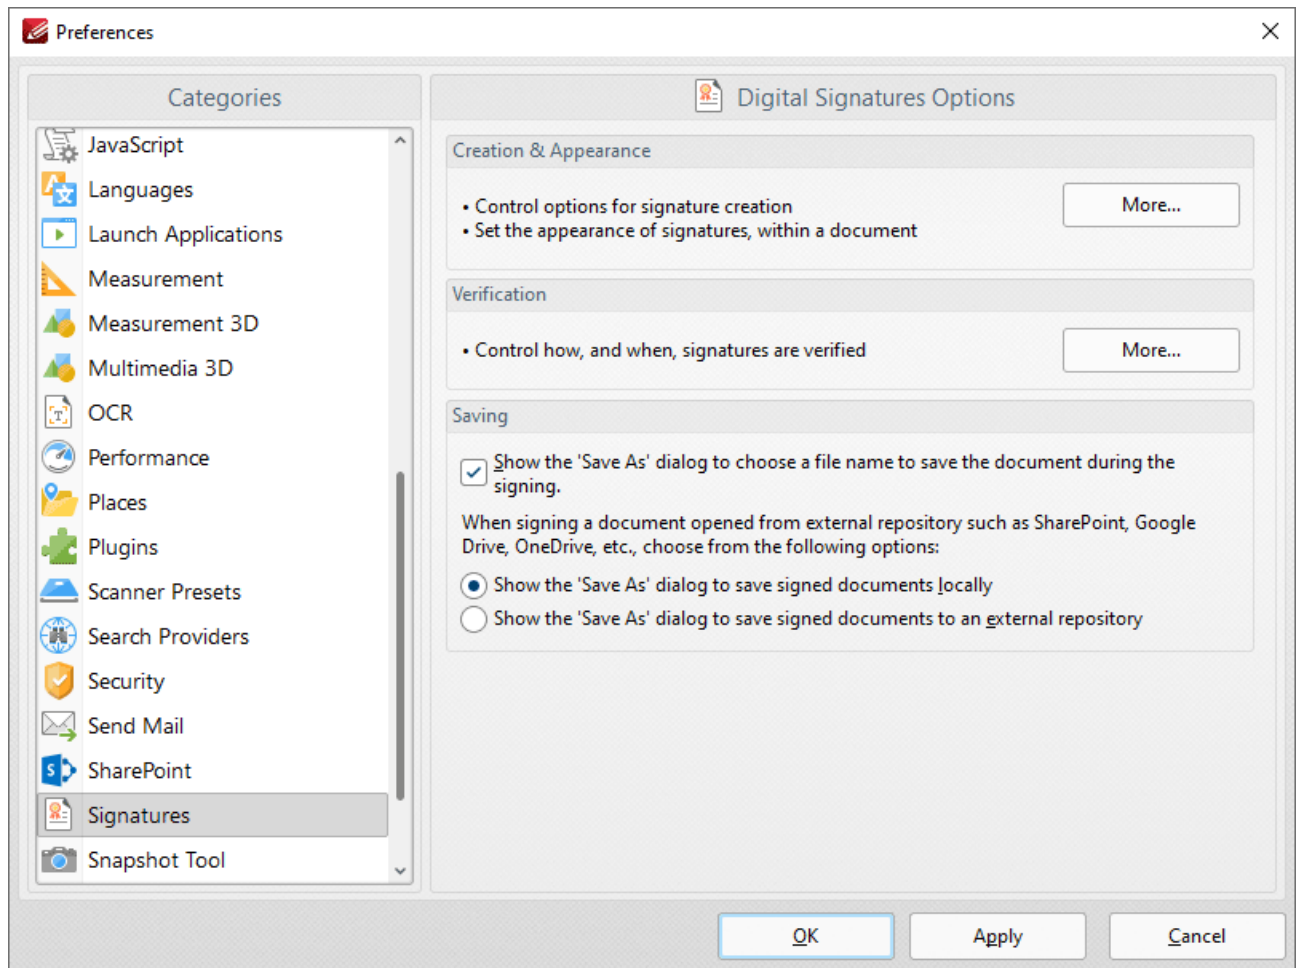 Preferences
Categories
JavaScript
Languages
Launch Applications
Measurement
Measurement 3D
Multimedia 3D
OCR
Performance
Places
Plugins
Scanner Presets
Search Providers
Security
Send Mail
SharePoint
Signatures
Snapshot Tool
Digital Signatures Options
Creation & Appearance
• Control options for signature creation
• Set the appearance of signatures, within a document
More...
Verification
• Control how, and when, signatures are verified
More...
Saving
Show the 'Save As' dialog to choose a file name to save the document during the
signing.
When signing a document opened from external repository such as SharePoint, Google
Drive, OneDrive, etc., choose from the following options:
Show the 'Save As' dialog to save signed documents locally
Show the 'Save As' dialog to save signed documents to an external repository
OK
Apply
Cancel